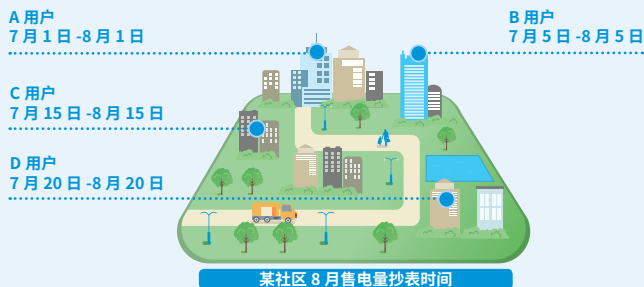 A 用户
7 月 1 日 -8 月 1 日
B 用户
7 月 5 日 -8 月 5 日
C 用户
7 月 15 日 -8 月 15 日
D 用户
7 月 20 日 -8 月 20 日
某社区 8 月售电量抄表时间